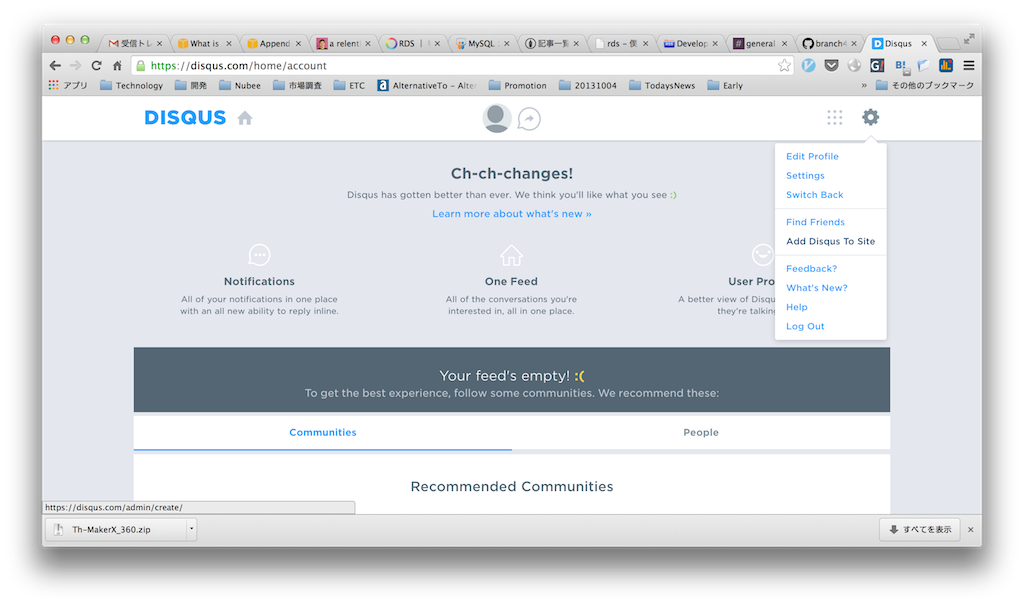 受信トレ
What is
Append
a relenti
RDS |
MySQL
記事一覧
rds – 仮
Develop
general
branch
Disqus
https://disqus.com/home/account
アプリ
Technology
開発
Nubee
市場調査
ETC
AlternativeTo – Alter
Promotion
20131004
TodaysNews
Early
»
その他のブックマーク
DISQUS
Edit Profile
Settings
Switch Back
Find Friends
Add Disqus To Site
Feedback?
What's New?
Help
Log Out
Ch-ch-changes!
Disqus has gotten better than ever. We think you'll like what you see :)
Learn more about what's new »
Notifications
All of your notifications in one place
with an all new ability to reply inline.
One Feed
All of the conversations you're
interested in, all in one place.
User Pro
A better view of Disqu
they're talking
Your feed's empty! :(
To get the best experience, follow some communities. We recommend these:
Communities
People
Recommended Communities
https://disqus.com/admin/create/
Th-MakerX_360.zip
すべてを表示